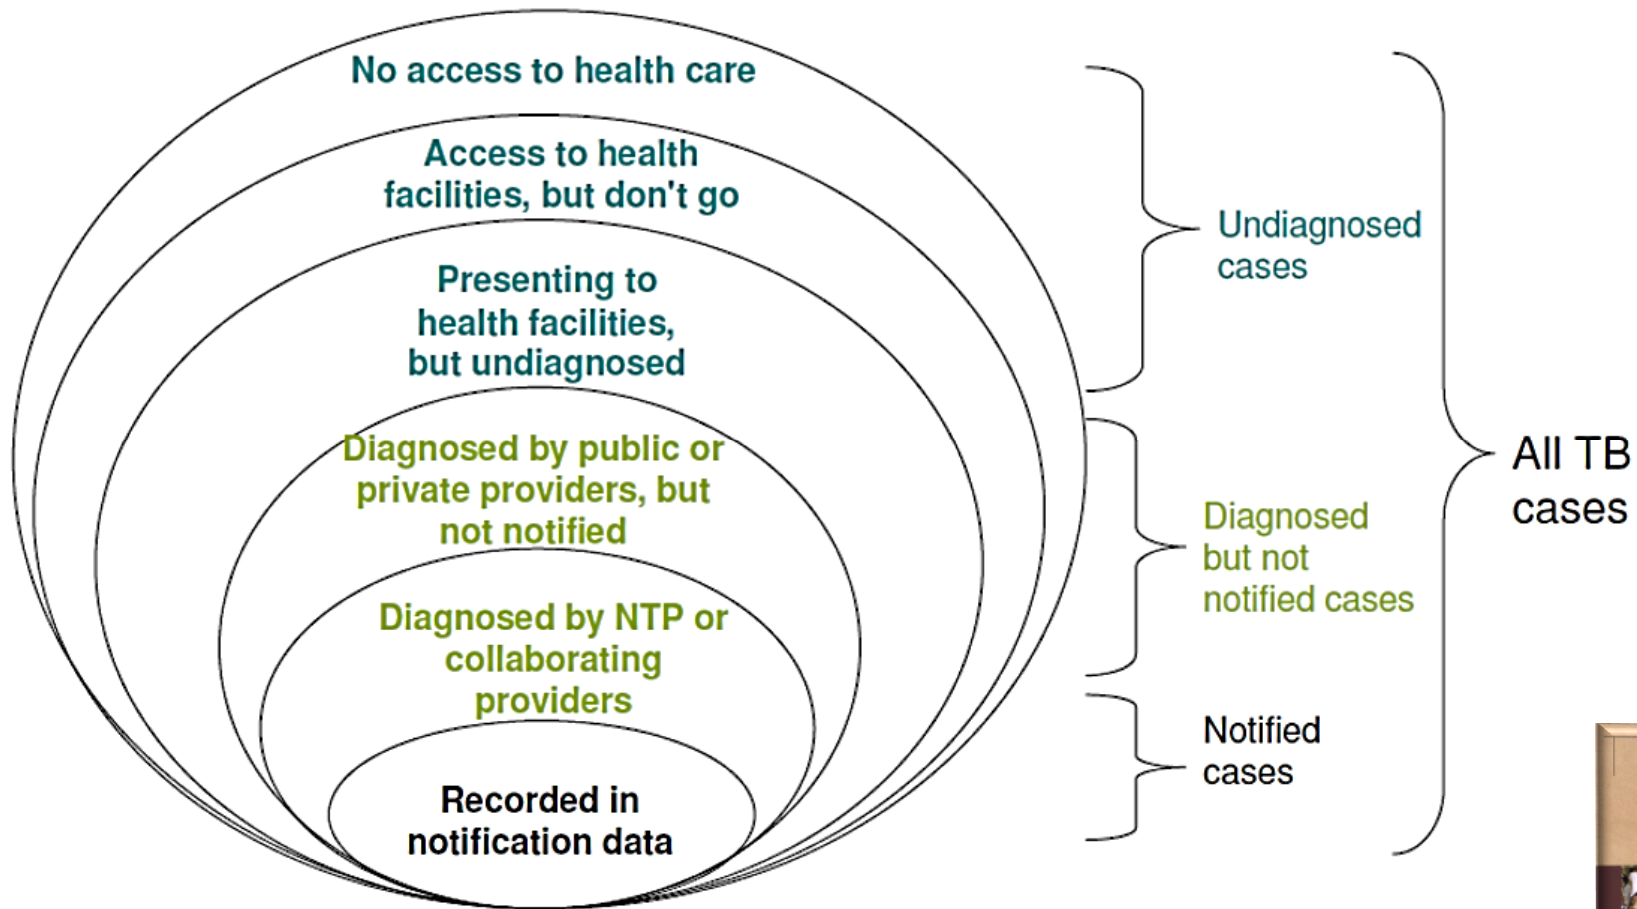 No access to health care
Access to health
facilities, but don't go
Presenting to
health facilities,
but undiagnosed
Diagnosed by public or
private providers, but
not notified
Diagnosed by NTP or
collaborating
providers
Recorded in
notification data
Undiagnosed
cases
Diagnosed
but not
notified cases
Notified
cases
All TB
cases